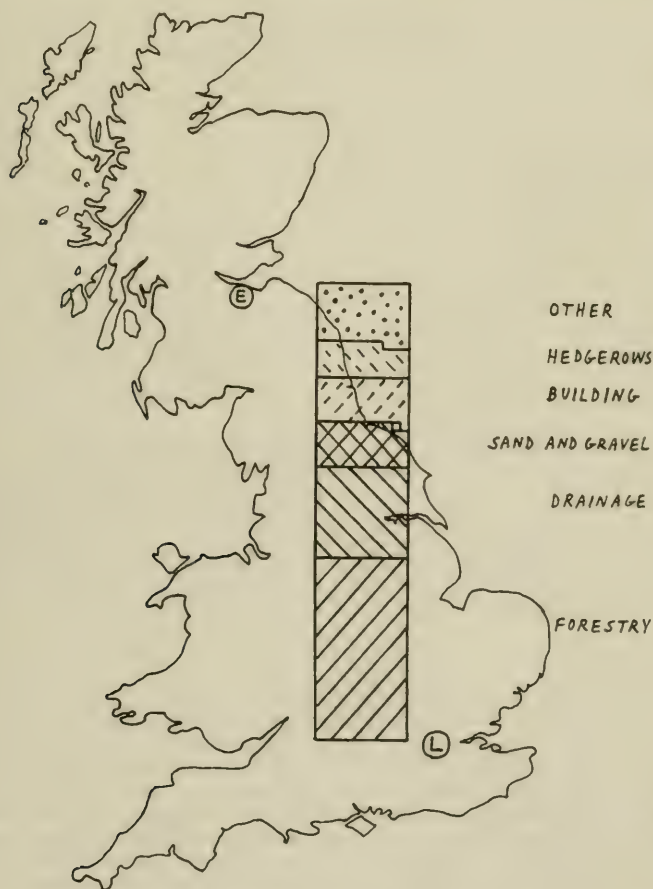 E
OTHER
HEDGEROWS
BUILDING
SAND AND GRAVEL
DRAINAGE
FORESTRY
L